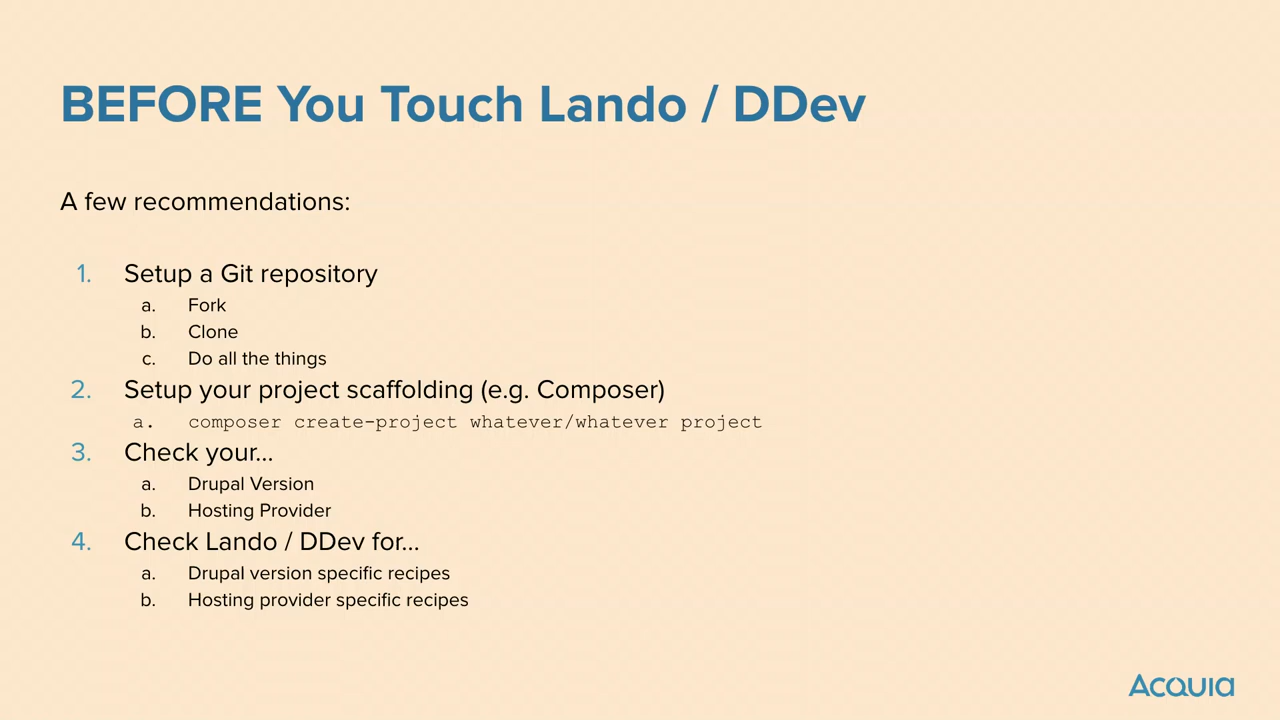 BEFORE You Touch Lando / DDev
A few recommendations:
1. Setup a Git repository
a. Fork
b. Clone
c. Do all the things
2. Setup your project scaffolding (e.g. Composer)
a. composer create-project whatever/whatever project
3. Check your...
a. Drupal Version
b. Hosting Provider
4. Check Lando / DDev for...
a. Drupal version specific recipes
b. Hosting provider specific recipes
ACQUIA